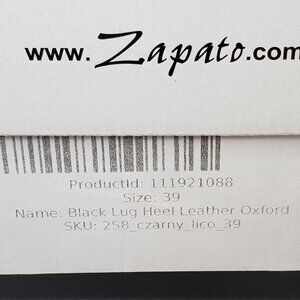 www.Zapato.com
ProductId: 111921088
Size: 39
Name: Black Lug Heel Leather Oxford
SKU: 258_czarny_lico_39